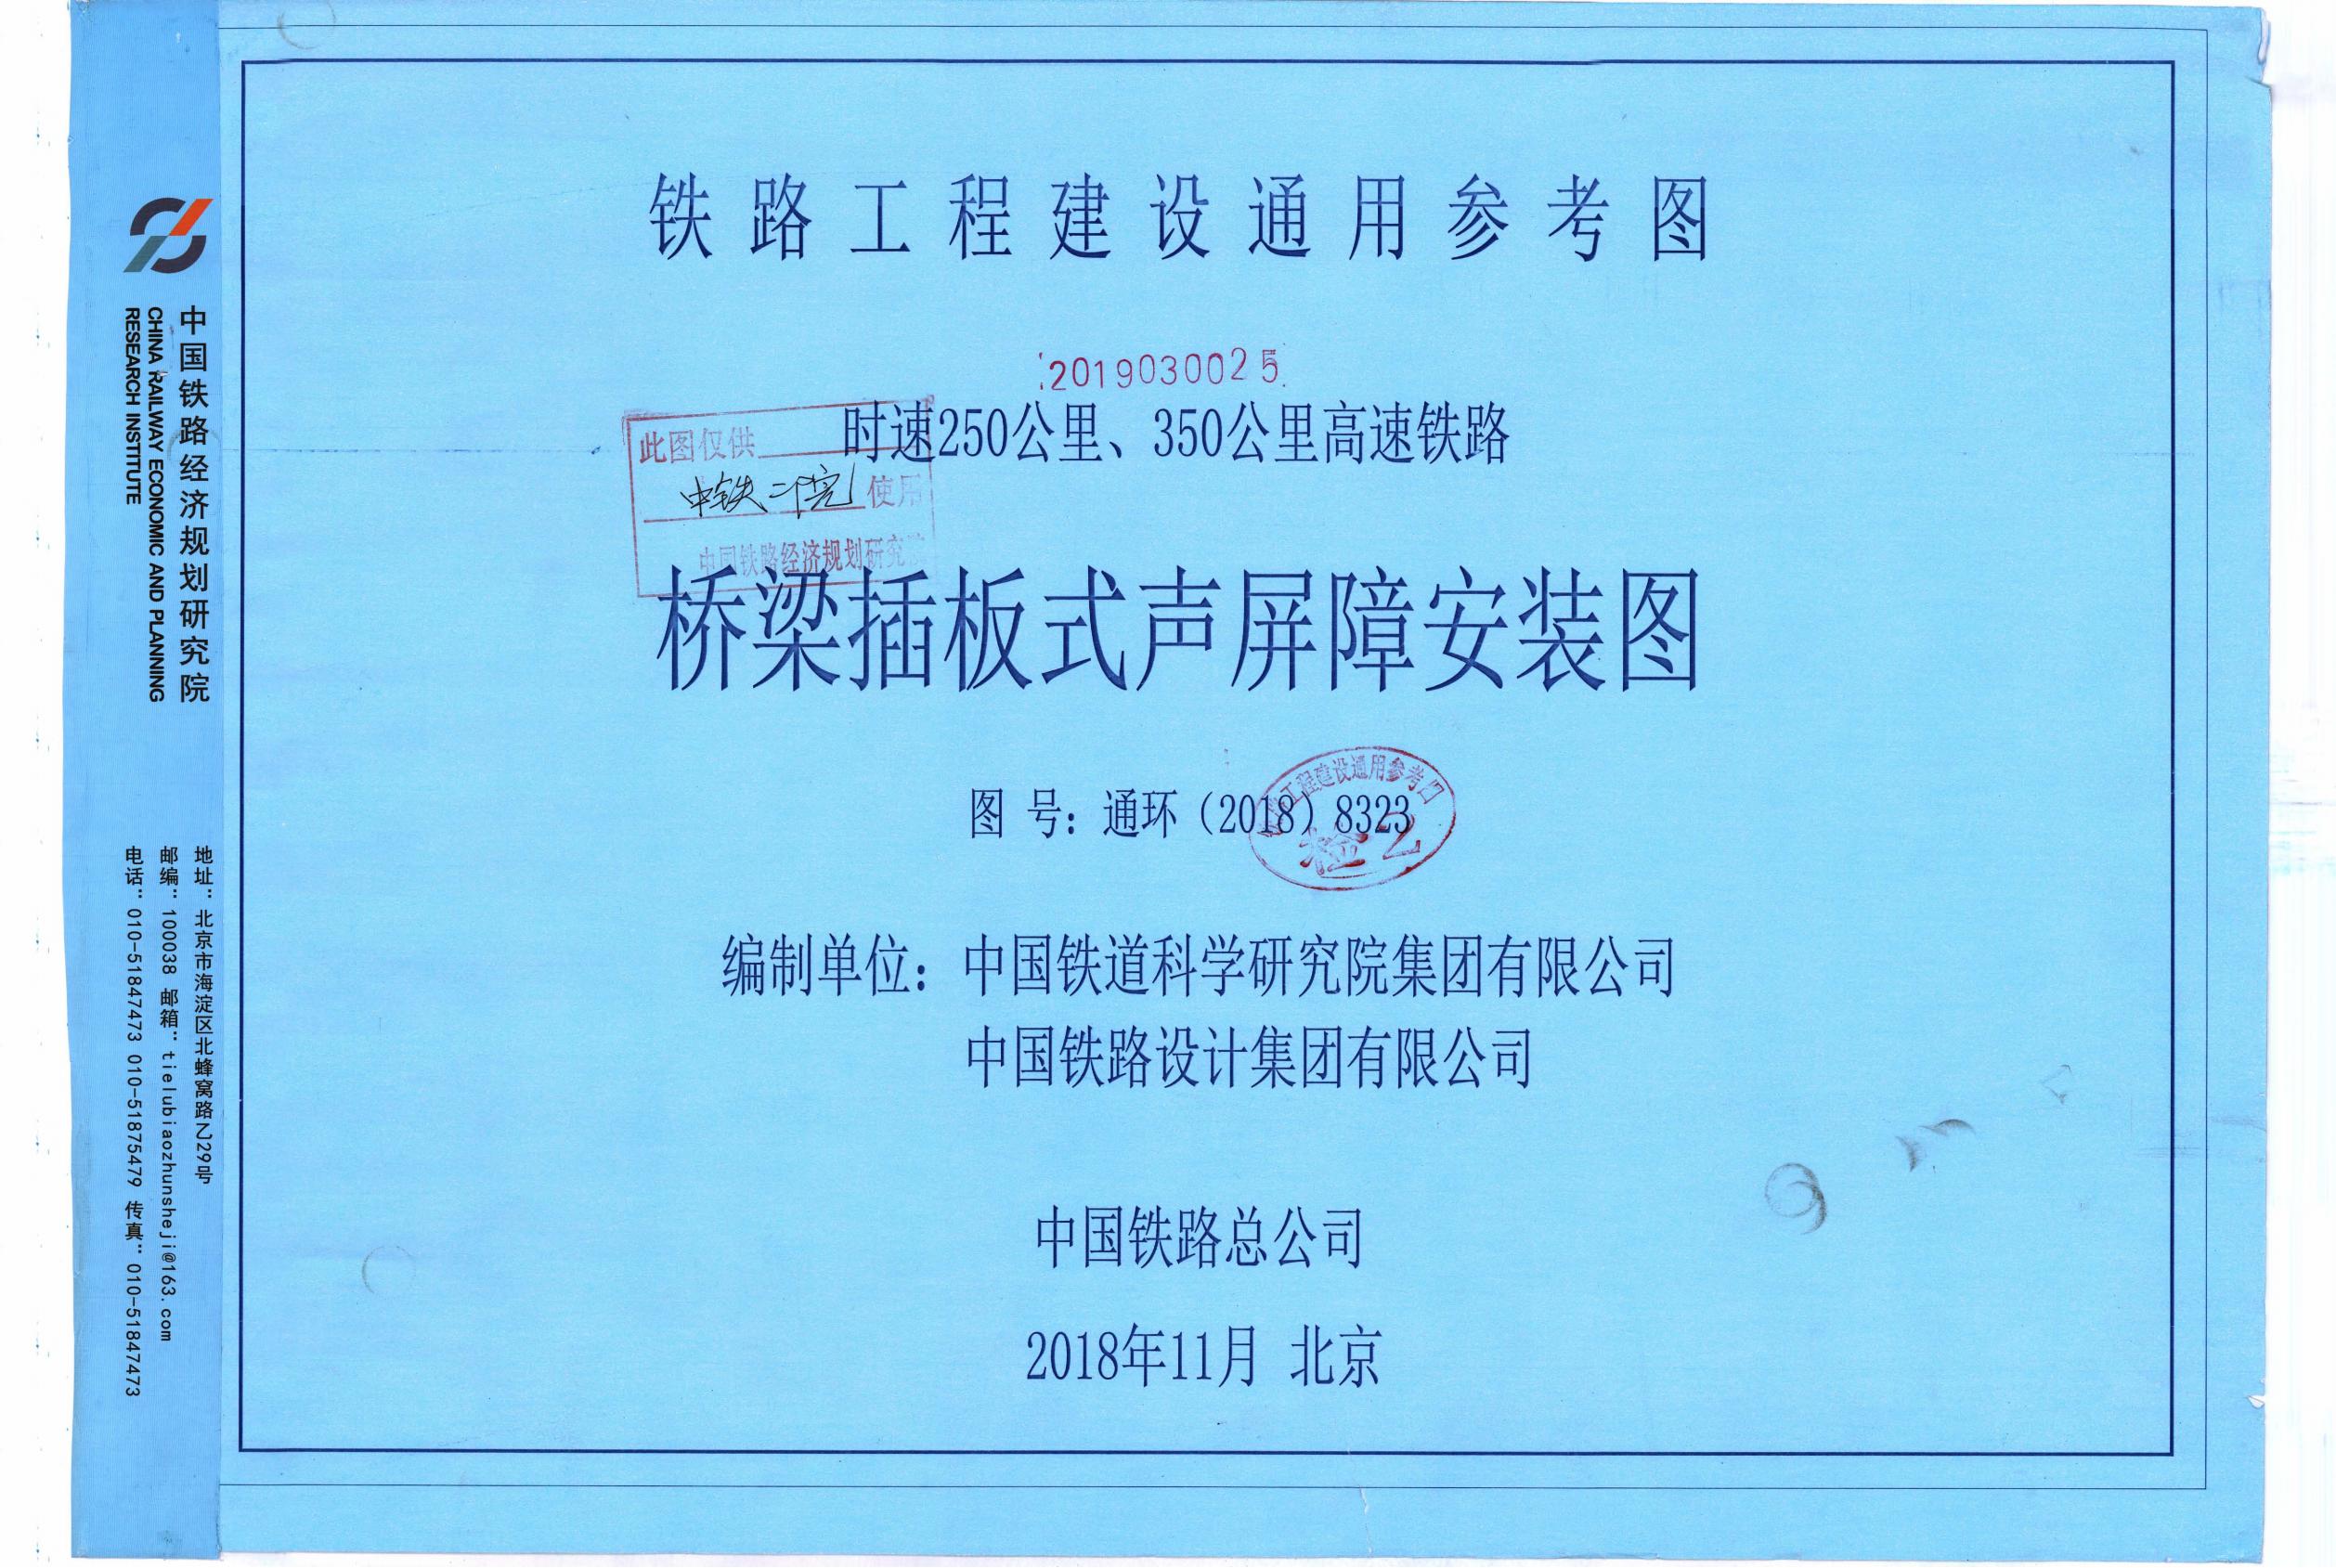 铁路工程建设通用参考图
2019030025
时速250公里、350公里高速铁路
此图仅供
中铁二院 使用
中国铁路经济规划研究
桥梁插板式声屏障安装图
图 号：通环（2018）8323
工程建设通用参考
编制单位：中国铁道科学研究院集团有限公司
中国铁路设计集团有限公司
中国铁路总公司
2018年11月 北京
中国铁路经济规划研究院
CHINA RAILWAY ECONOMIC AND PLANNING
RESEARCH INSTITUTE
地址：北京市海淀区北蜂窝路乙29号
邮编：100038 邮箱：tielubiaozhunsheji@163.com
电话：010-51847473 010-51875479 传真：010-51847473